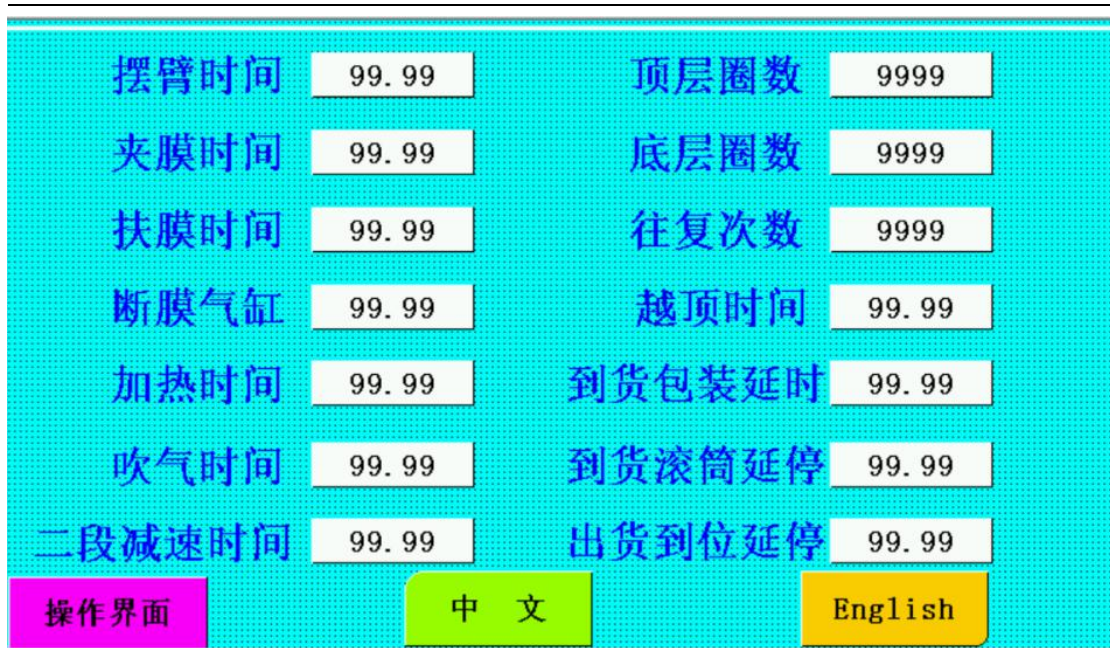 摆臂时间 99.99 顶层圈数 9999
夹膜时间 99.99 底层圈数 9999
扶膜时间 99.99 往复次数 9999
断膜气缸 99.99 越顶时间 99.99
加热时间 99.99 到货包装延时 99.99
吹气时间 99.99 到货滚筒延停 99.99
二段减速时间 99.99 出货到位延停 99.99
操作界面 中 文 English